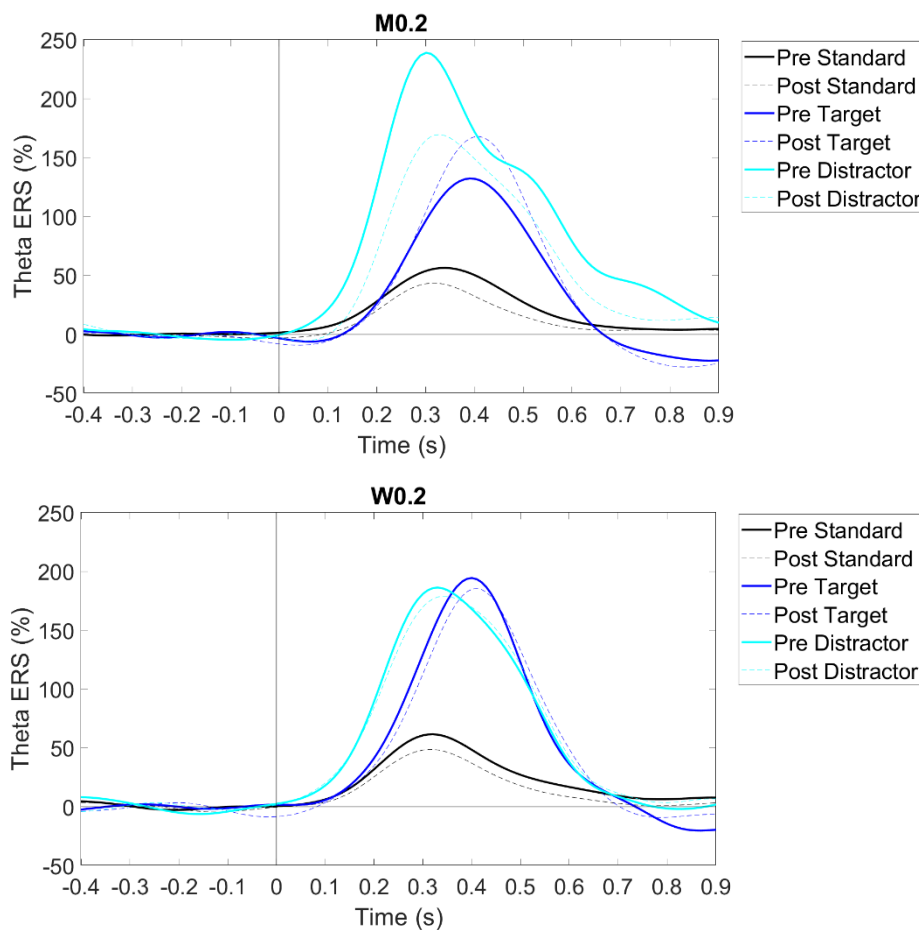 M0.2
250
200
150
100
50
0
-50
Theta ERS (%)
-0.4 -0.3 -0.2 -0.1 0 0.1 0.2 0.3 0.4 0.5 0.6 0.7 0.8 0.9
Time (s)
Pre Standard
Post Standard
Pre Target
Post Target
Pre Distractor
Post Distractor
W0.2
250
200
150
100
50
0
-50
Theta ERS (%)
-0.4 -0.3 -0.2 -0.1 0 0.1 0.2 0.3 0.4 0.5 0.6 0.7 0.8 0.9
Time (s)
Pre Standard
Post Standard
Pre Target
Post Target
Pre Distractor
Post Distractor